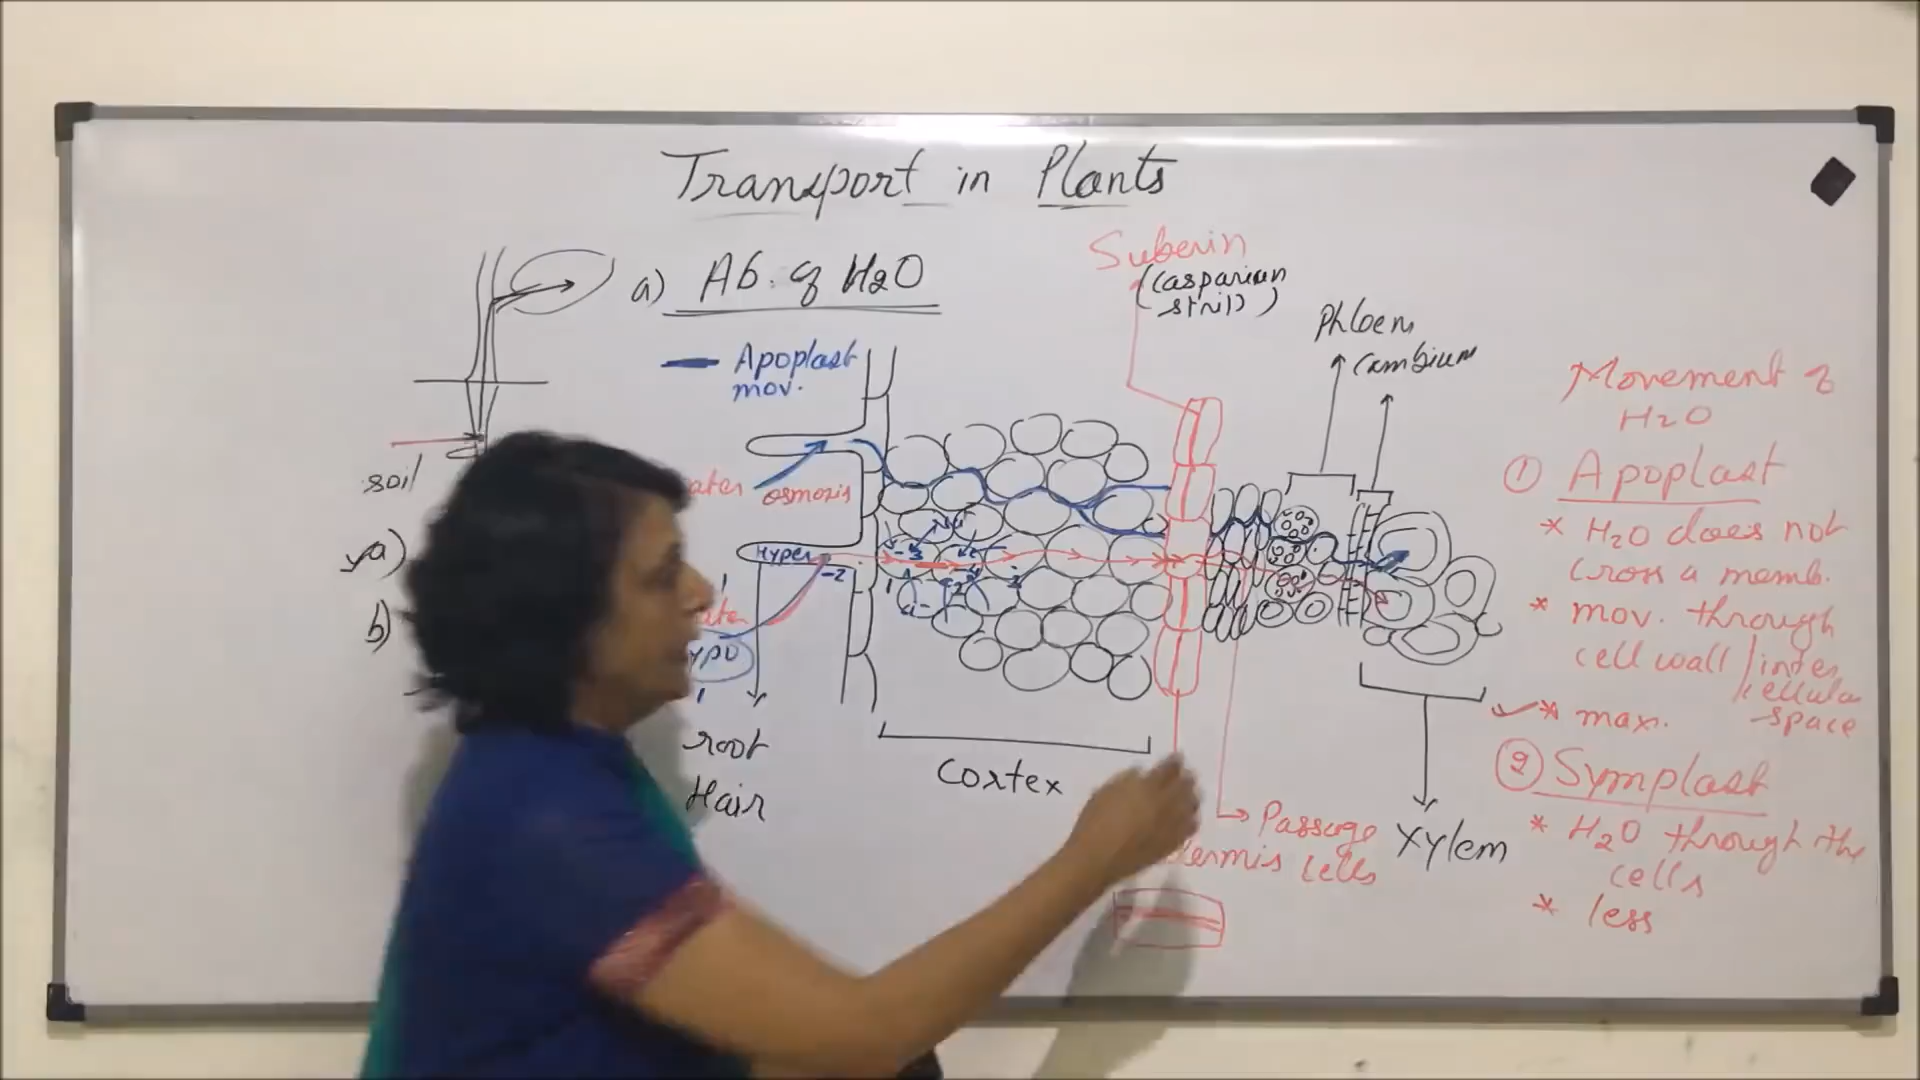 Transport in Plants
a) Ab. of H2O
Apoplast
mov.
Suberin
(casparian
strip)
Phloem
cambium
soil
osmosis
Hyper
-2
-3
a)
b)
root
Hair
Cortex
Passage
cells
Xylem
Movement of
H2O
① Apoplast
* H2O does not
cross a memb.
* mov. through
cell wall / inter
cellular
space
* max.
② Symplast
* H2O through the
cells
* less